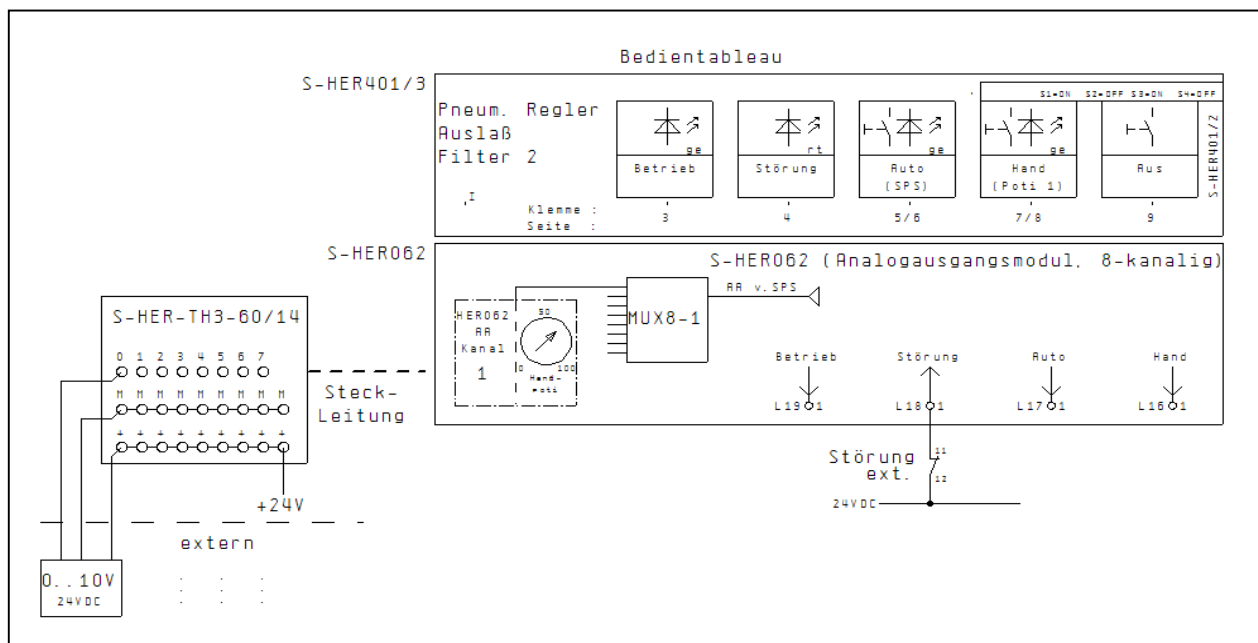 Bedientableau
S-HER401/3
S1=ON S2=OFF S3=ON S4=OFF
Pneum. Regler
Auslaß
Filter 2
ge rt ge ge
Betrieb Störung Auto Hand Aus
(SPS) (Poti 1)
S-HER401/2
I
Klemme : 3 4 5/6 7/8 9
Seite :
S-HER062
S-HER062 (Analogausgangsmodul, 8-kanalig)
AA v.SPS
HER062
AA
Kanal
1
50
0 100
Hand-
poti
MUX8-1
Betrieb Störung Auto Hand
L19 1 L18 1 L17 1 L16 1
S-HER-TH3-60/14
0 1 2 3 4 5 6 7
M M M M M M M M M
+ + + + + + + + +
Steck-
Leitung
+24V
Störung
ext.
11
12
24VDC
extern
0..10V
24VDC